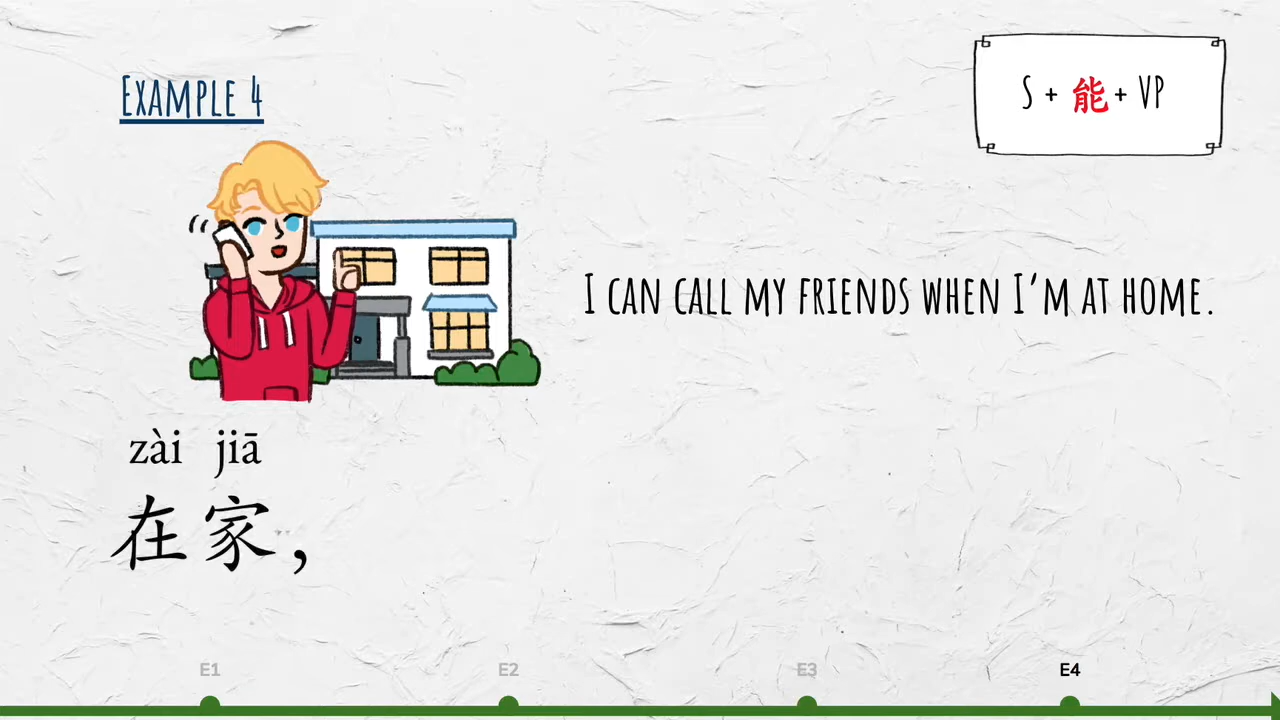 Example 4
S + 能 + VP
I can call my friends when I'm at home.
zài jiā
在家，
E1 E2 E3 E4